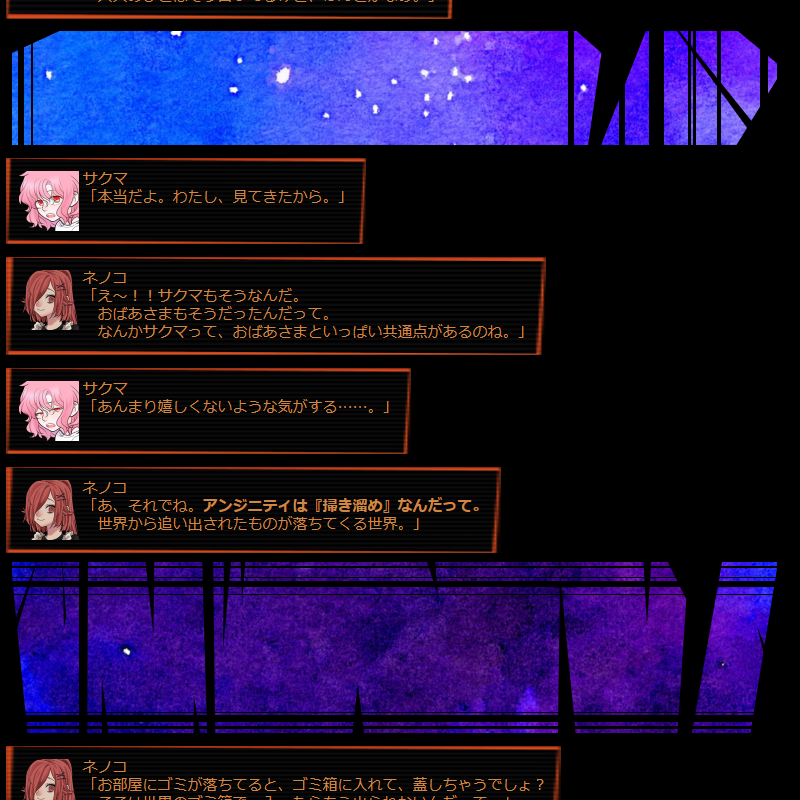 サクマ
「本当だよ。わたし、見てきたから。」
ネノコ
「え～！！サクマもそうなんだ。
おばあさまもそうだったんだって。
なんかサクマって、おばあさまといっぱい共通点があるのね。」
サクマ
「あんまり嬉しくないような気がする……。」
ネノコ
「あ、それでね。アンジニティは『掃き溜め』なんだって。
世界から追い出されたものが落ちてくる世界。」
ネノコ
「お部屋にゴミが落ちてると、ゴミ箱に入れて、蓋しちゃうでしょ？